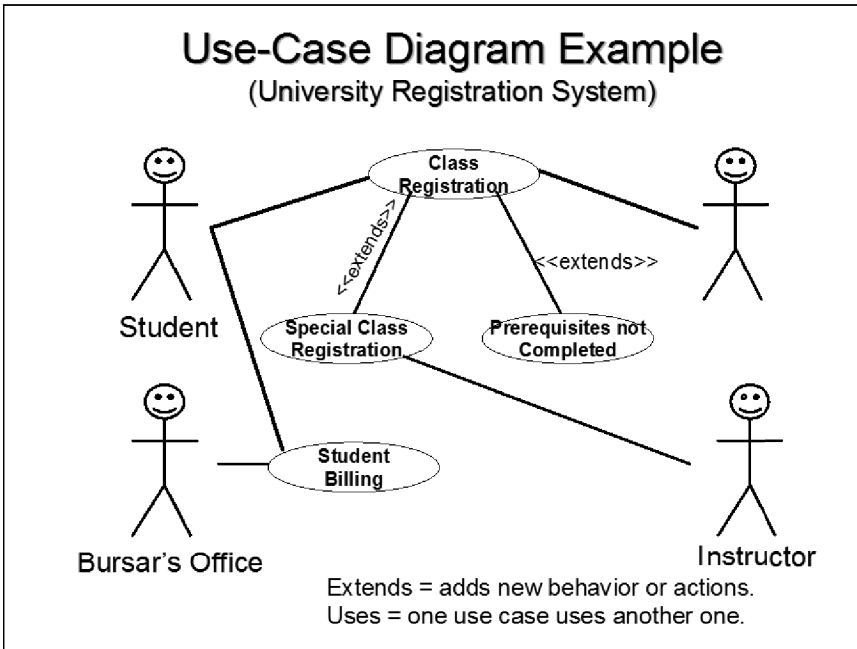 Use-Case Diagram Example
(University Registration System)
Class
Registration
<<extends>>
<<extends>>
Student
Special Class
Registration
Prerequisites not
Completed
Student
Billing
Bursar's Office
Instructor
Extends = adds new behavior or actions.
Uses = one use case uses another one.